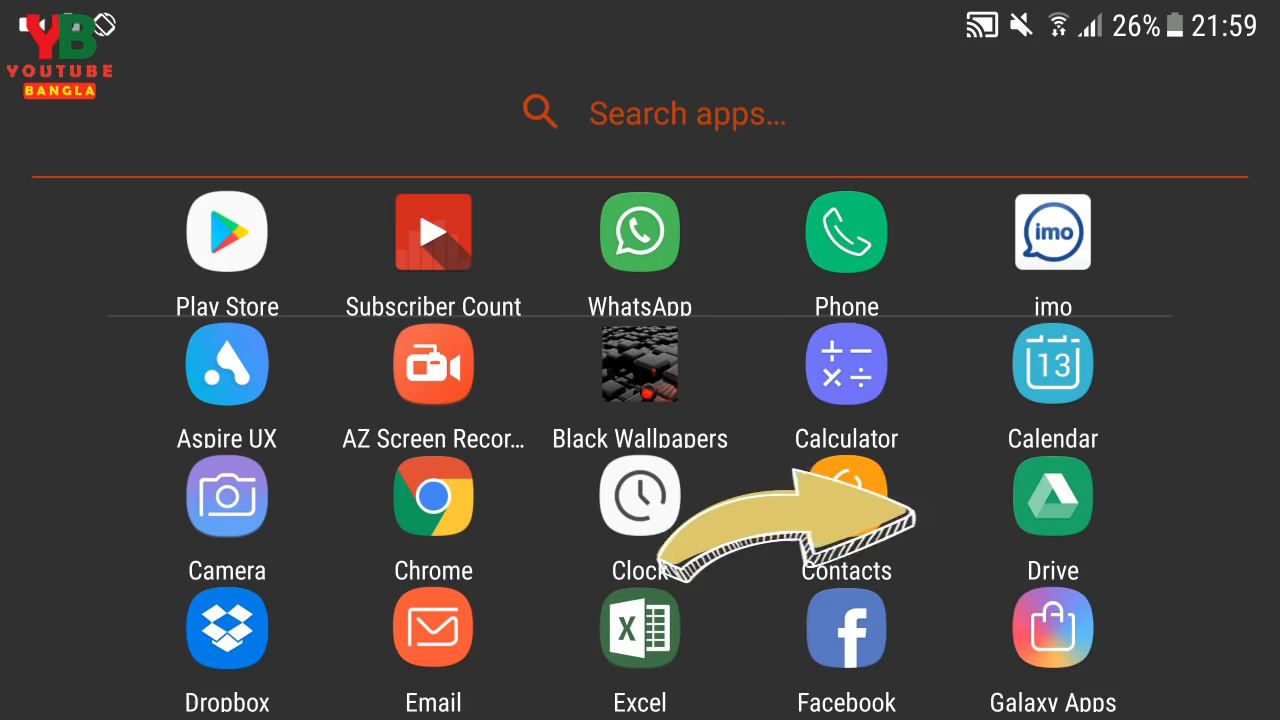 YB
YOUTUBE
BANGLA
26% 21:59
Search apps...
Play Store Subscriber Count WhatsApp Phone imo
imo
13
Aspire UX AZ Screen Recor... Black Wallpapers Calculator Calendar
Camera Chrome Clock Contacts Drive
X
f
Dropbox Email Excel Facebook Galaxy Apps